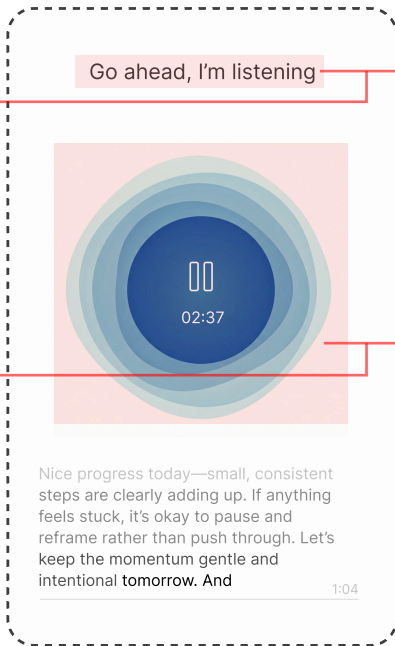 Go ahead, I’m listening
02:37
Nice progress today—small, consistent
steps are clearly adding up. If anything
feels stuck, it’s okay to pause and
reframe rather than push through. Let’s
keep the momentum gentle and
intentional tomorrow. And
1:04